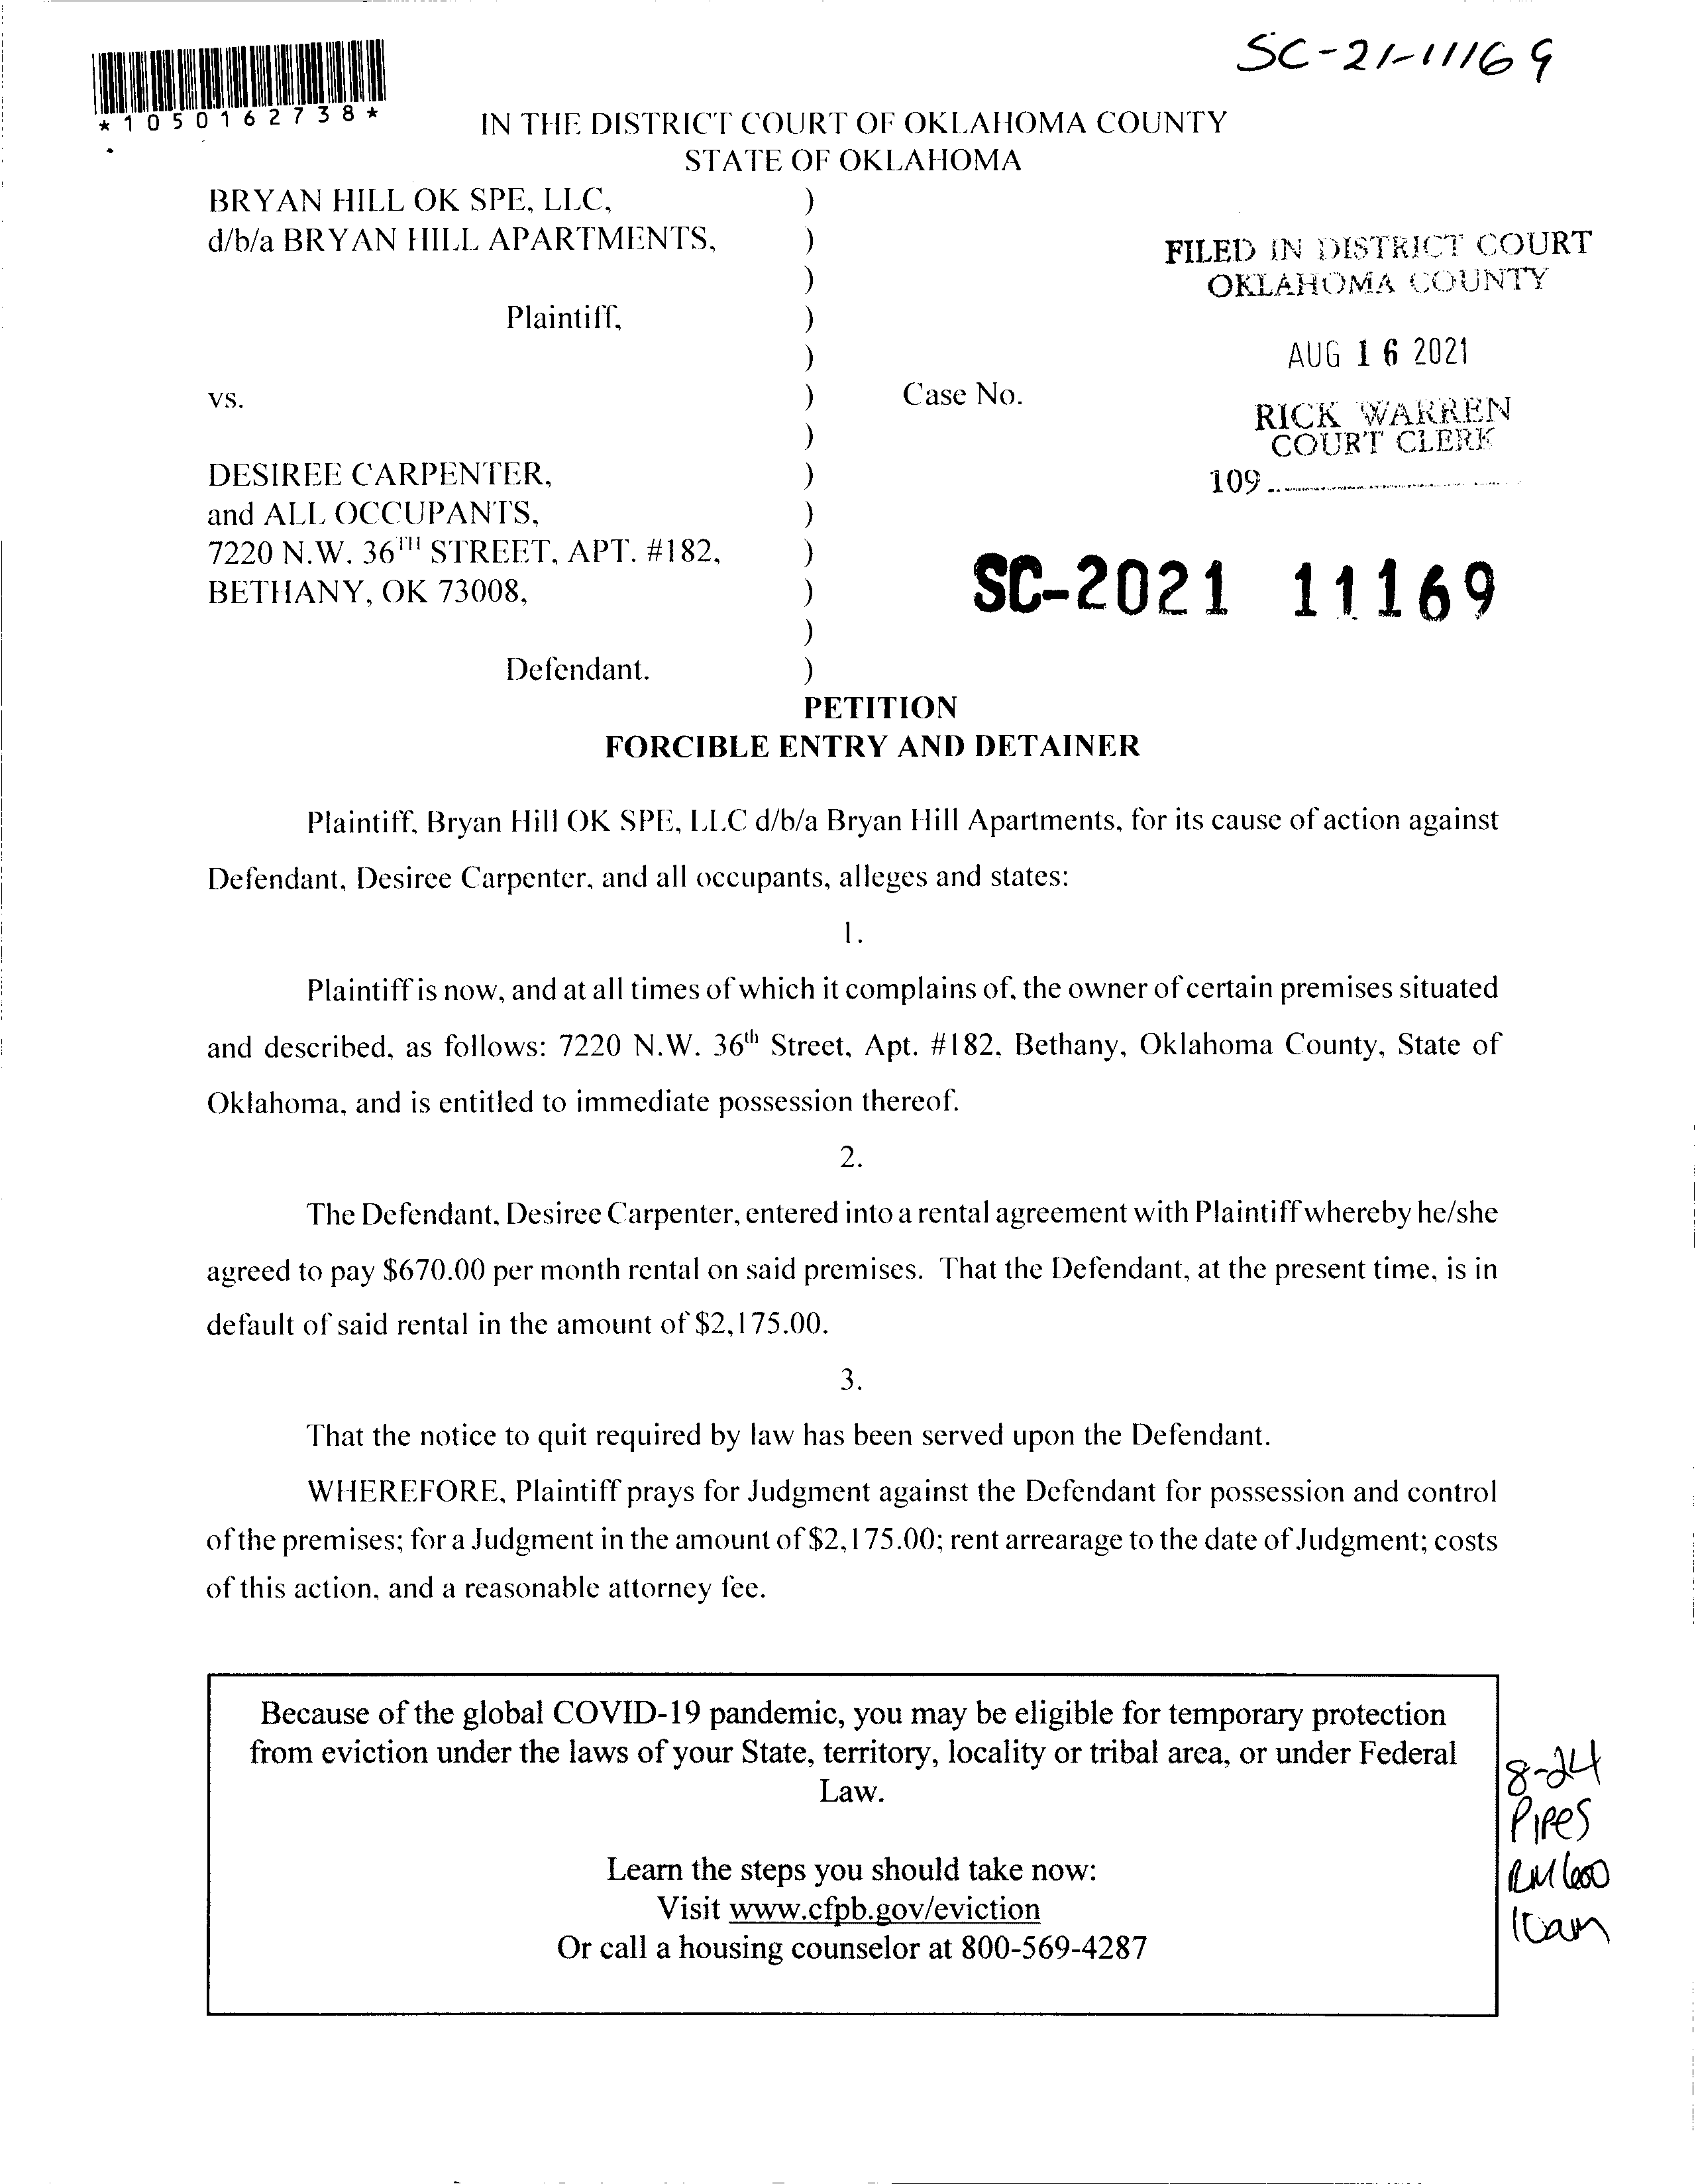 SC-21-11169
*1050162738*
IN THE DISTRICT COURT OF OKLAHOMA COUNTY
STATE OF OKLAHOMA
BRYAN HILL OK SPE, LLC, )
d/b/a BRYAN HILL APARTMENTS, )
)
Plaintiff, )
)
vs. ) Case No.
)
DESIREE CARPENTER, )
and ALL OCCUPANTS, )
7220 N.W. 36TH STREET, APT. #182, )
BETHANY, OK 73008, )
)
Defendant. )
FILED IN DISTRICT COURT
OKLAHOMA COUNTY
AUG 16 2021
RICK WARREN
COURT CLERK
109
SC-2021 11169
PETITION
FORCIBLE ENTRY AND DETAINER
Plaintiff, Bryan Hill OK SPE, LLC d/b/a Bryan Hill Apartments, for its cause of action against
Defendant, Desiree Carpenter, and all occupants, alleges and states:
1.
Plaintiff is now, and at all times of which it complains of, the owner of certain premises situated
and described, as follows: 7220 N.W. 36th Street, Apt. #182, Bethany, Oklahoma County, State of
Oklahoma, and is entitled to immediate possession thereof.
2.
The Defendant, Desiree Carpenter, entered into a rental agreement with Plaintiff whereby he/she
agreed to pay $670.00 per month rental on said premises. That the Defendant, at the present time, is in
default of said rental in the amount of $2,175.00.
3.
That the notice to quit required by law has been served upon the Defendant.
WHEREFORE, Plaintiff prays for Judgment against the Defendant for possession and control
of the premises; for a Judgment in the amount of $2,175.00; rent arrearage to the date of Judgment; costs
of this action, and a reasonable attorney fee.
Because of the global COVID-19 pandemic, you may be eligible for temporary protection
from eviction under the laws of your State, territory, locality or tribal area, or under Federal
Law.
Learn the steps you should take now:
Visit www.cfpb.gov/eviction
Or call a housing counselor at 800-569-4287
8-24
Pipes
RM 600
10am